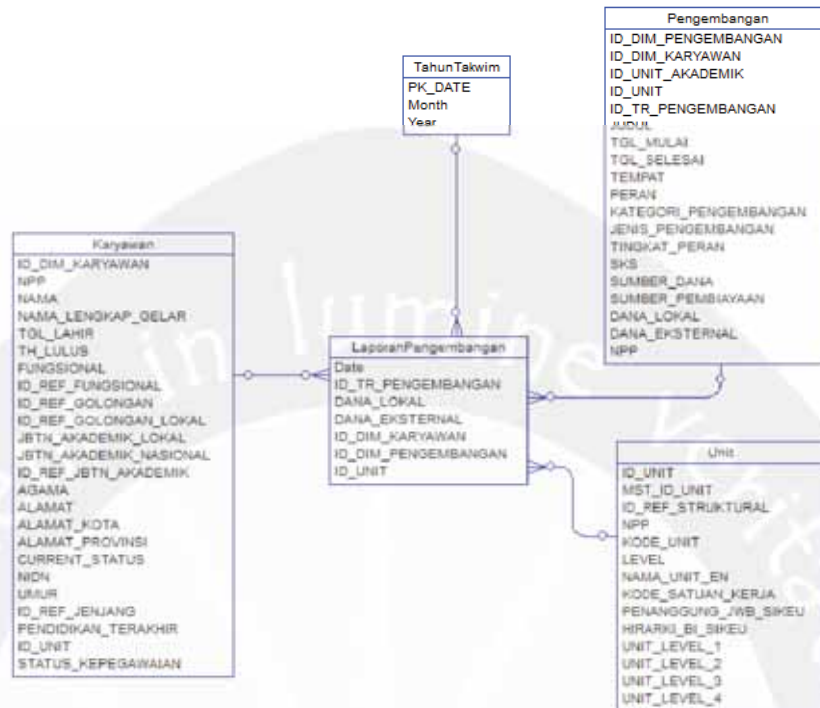 Pengembangan
ID_DIM_PENGEMBANGAN
ID_DIM_KARYAWAN
ID_UNIT_AKADEMIK
ID_UNIT
ID_TR_PENGEMBANGAN
JUDUL
TGL_MULAI
TGL_SELESAI
TEMPAT
PERAN
KATEGORI_PENGEMBANGAN
JENIS_PENGEMBANGAN
TINGKAT_PERAN
SKS
SUMBER_DANA
SUMBER_PEMBIAYAAN
DANA_LOKAL
DANA_EKSTERNAL
NPP
TahunTakwim
PK_DATE
Month
Year
Karyawan
ID_DIM_KARYAWAN
NPP
NAMA
NAMA_LENGKAP_GELAR
TGL_LAHIR
TH_LULUS
FUNGSIONAL
ID_REF_FUNGSIONAL
ID_REF_GOLONGAN
ID_REF_GOLONGAN_LOKAL
JBTN_AKADEMIK_LOKAL
JBTN_AKADEMIK_NASIONAL
ID_REF_JBTN_AKADEMIK
AGAMA
ALAMAT
ALAMAT_KOTA
ALAMAT_PROVINSI
CURRENT_STATUS
NIDN
UMUR
ID_REF_JENJANG
PENDIDIKAN_TERAKHIR
ID_UNIT
STATUS_KEPEGAWAIAN
LaporanPengembangan
Date
ID_TR_PENGEMBANGAN
DANA_LOKAL
DANA_EKSTERNAL
ID_DIM_KARYAWAN
ID_DIM_PENGEMBANGAN
ID_UNIT
Unit
ID_UNIT
MST_ID_UNIT
ID_REF_STRUKTURAL
NPP
KODE_UNIT
LEVEL
NAMA_UNIT_EN
KODE_SATUAN_KERJA
PENANGGUNG_JWB_SIKEU
HIRARKI_BI_SIKEU
UNIT_LEVEL_1
UNIT_LEVEL_2
UNIT_LEVEL_3
UNIT_LEVEL_4
in lumine verita